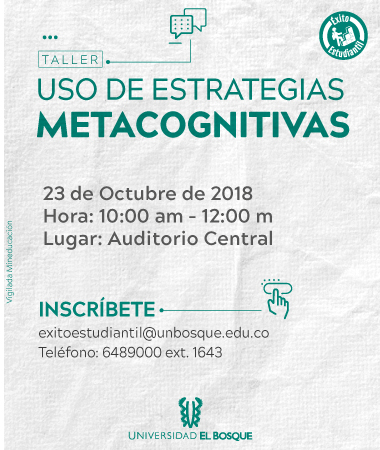 Éxito
Estudiantil
TALLER
USO DE ESTRATEGIAS
METACOGNITIVAS
23 de Octubre de 2018
Hora: 10:00 am - 12:00 m
Lugar: Auditorio Central
Vigilada Mineducación
INSCRÍBETE
exitoestudiantil@unbosque.edu.co
Teléfono: 6489000 ext. 1643
UNIVERSIDAD EL BOSQUE